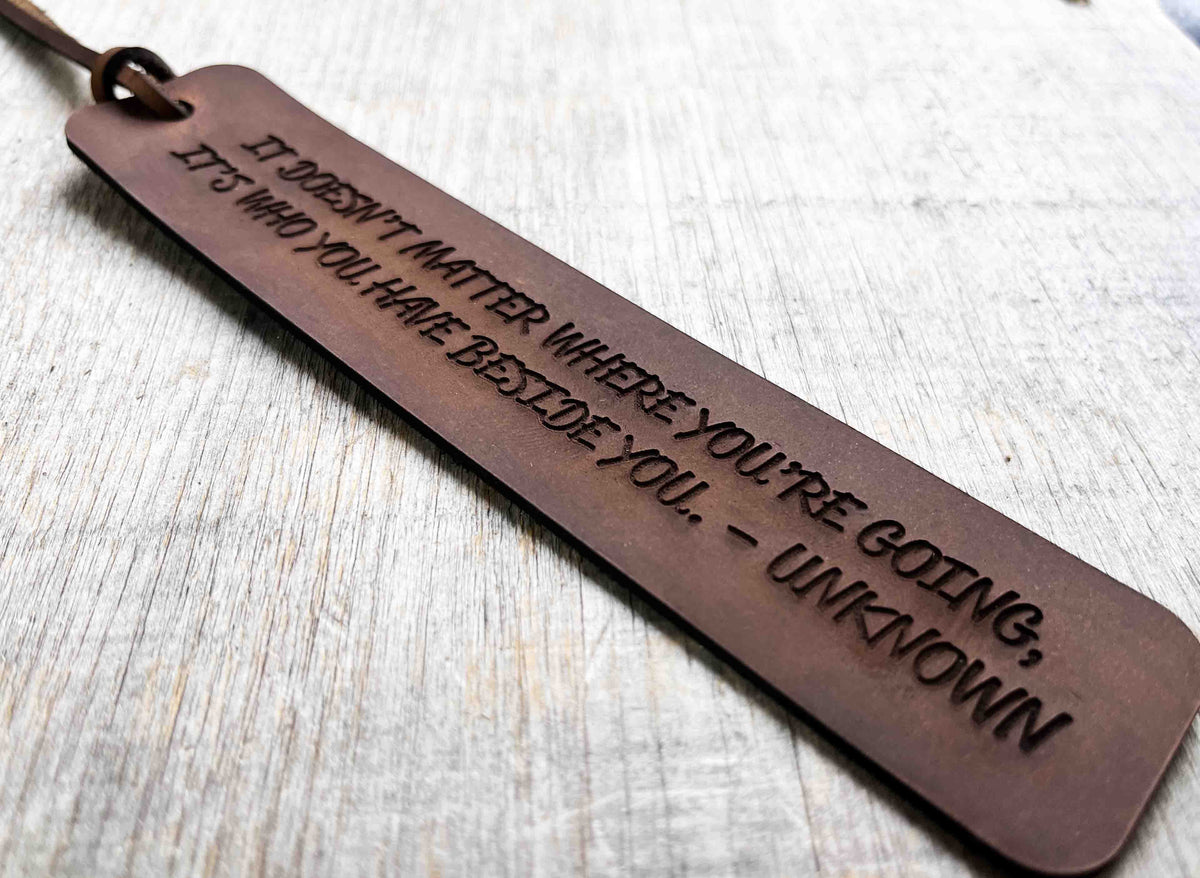 IT DOESN'T MATTER WHERE YOU'RE GOING,
IT'S WHO YOU HAVE BESIDE YOU. - UNKNOWN